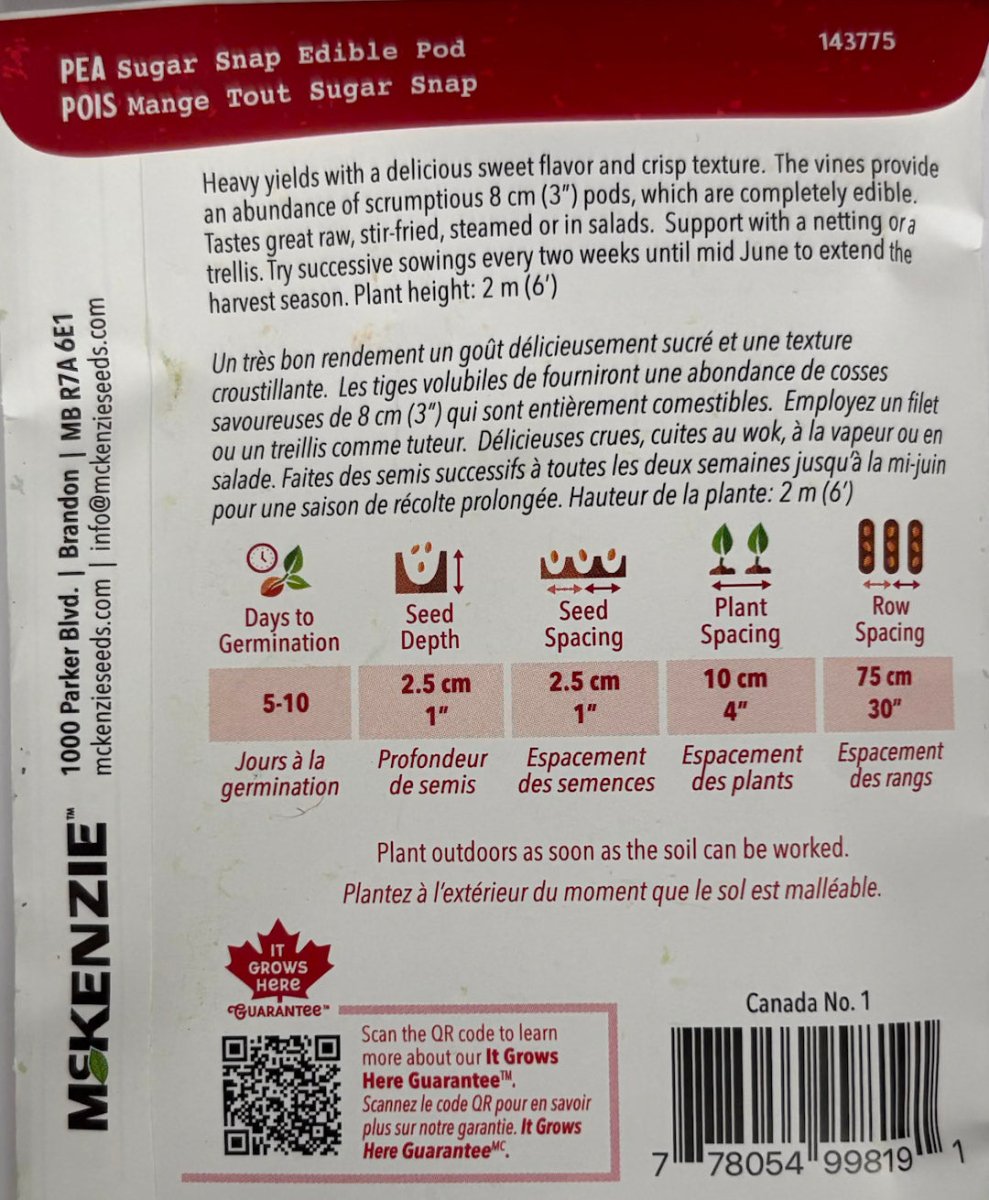 PEA Sugar Snap Edible Pod
POIS Mange Tout Sugar Snap
143775
Heavy yields with a delicious sweet flavor and crisp texture. The vines provide
an abundance of scrumptious 8 cm (3″) pods, which are completely edible.
Tastes great raw, stir-fried, steamed or in salads. Support with a netting or a
trellis. Try successive sowings every two weeks until mid June to extend the
harvest season. Plant height: 2 m (6′)
Un très bon rendement un goût délicieusement sucré et une texture
croustillante. Les tiges volubiles de fourniront une abondance de cosses
savoureuses de 8 cm (3″) qui sont entièrement comestibles. Employez un filet
ou un treillis comme tuteur. Délicieuses crues, cuites au wok, à la vapeur ou en
salade. Faites des semis successifs à toutes les deux semaines jusqu'à la mi-juin
pour une saison de récolte prolongée. Hauteur de la plante: 2 m (6′)
Days to
Germination
5-10
Jours à la
germination
Seed
Depth
2.5 cm
1″
Profondeur
de semis
Seed
Spacing
2.5 cm
1″
Espacement
des semences
Plant
Spacing
10 cm
4″
Espacement
des plants
Row
Spacing
75 cm
30″
Espacement
des rangs
Plant outdoors as soon as the soil can be worked.
Plantez à l'extérieur du moment que le sol est malléable.
IT
GROWS
HERE
GUARANTEE™
Scan the QR code to learn
more about our It Grows
Here Guarantee™.
Scannez le code QR pour en savoir
plus sur notre garantie. It Grows
Here Guarantee MC.
Canada No. 1
7 78054 99819 1
McKENZIE™
1000 Parker Blvd. | Brandon | MB R7A 6E1
mckenzieseeds.com | info@mckenzieseeds.com